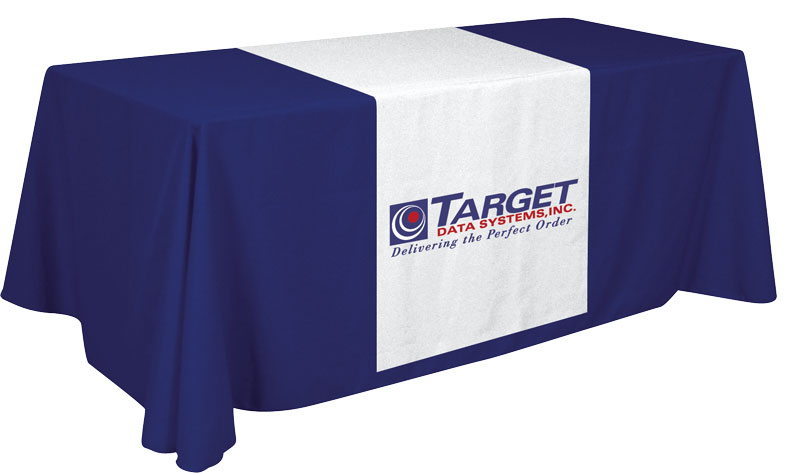 TARGET
DATA SYSTEMS, INC.
Delivering the Perfect Order